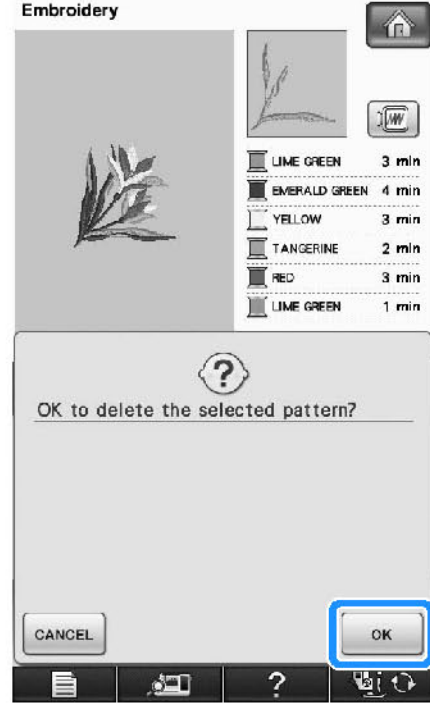 Embroidery
LIME GREEN 3 min
EMERALD GREEN 4 min
YELLOW 3 min
TANGERINE 2 min
RED 3 min
LIME GREEN 1 min
?
OK to delete the selected pattern?
CANCEL OK
?